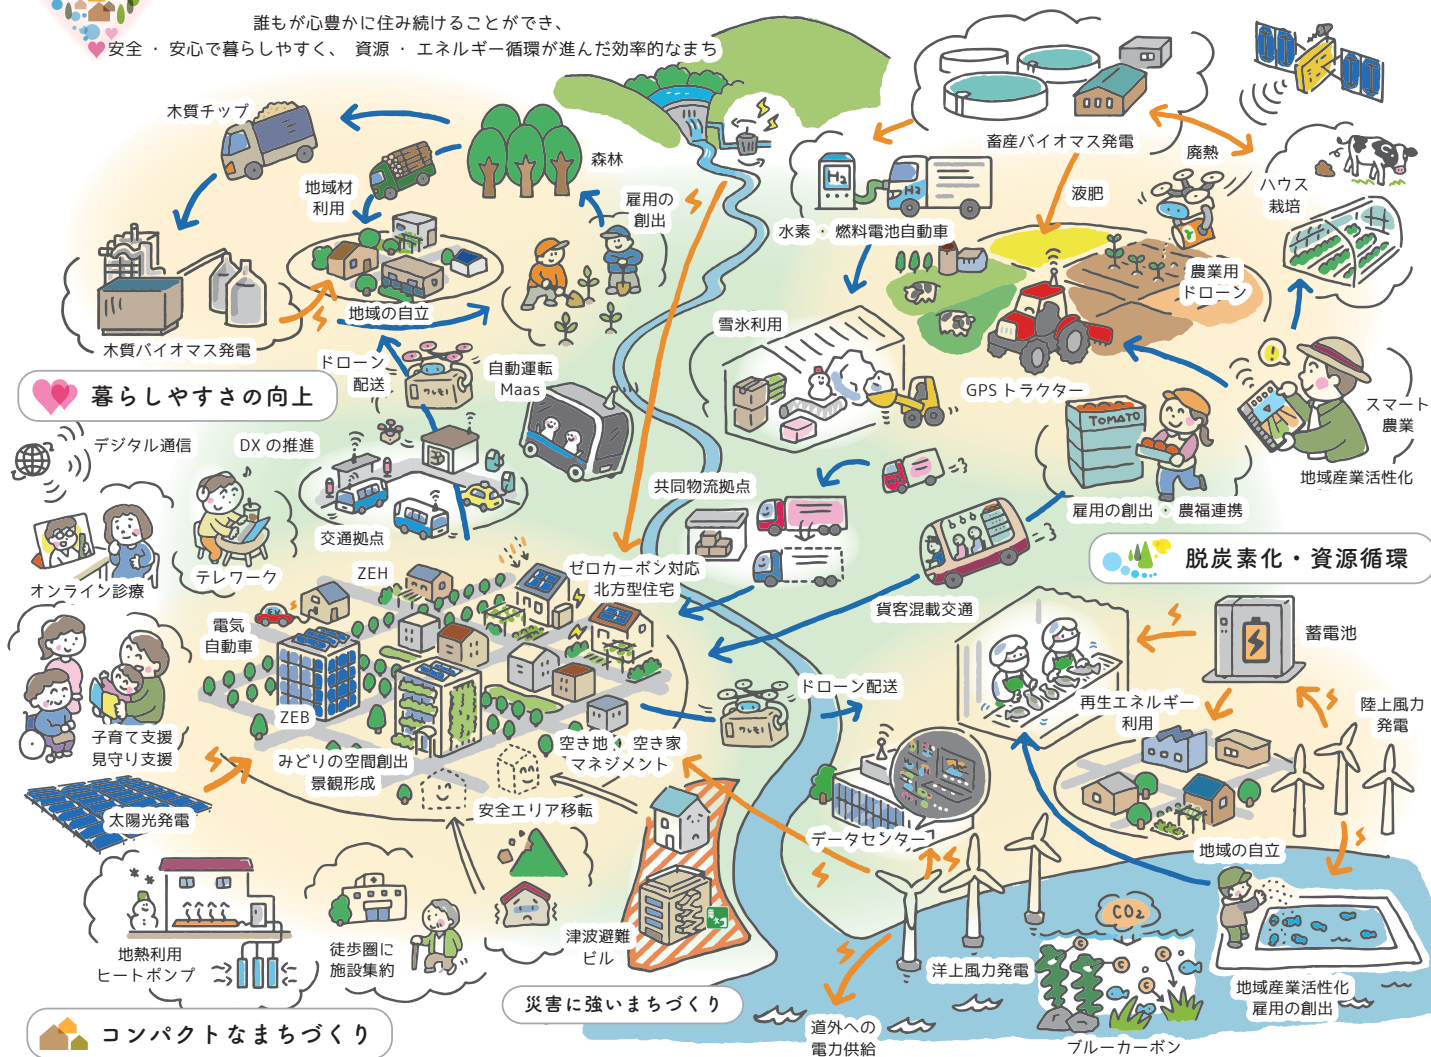 誰もが心豊かに住み続けることができ、
安全・安心で暮らしやすく、資源・エネルギー循環が進んだ効率的なまち
木質チップ
地域材
利用
森林
雇用の
創出
地域の自立
木質バイオマス発電
畜産バイオマス発電
廃熱
液肥
ハウス
栽培
H2
H2
水素・燃料電池自動車
農業用
ドローン
雪氷利用
GPSトラクター
スマート
農業
地域産業活性化
TOMATO
雇用の創出・農福連携
暮らしやすさの向上
ドローン
配送
自動運転
Maas
デジタル通信
DXの推進
オンライン診療
テレワーク
交通拠点
共同物流拠点
貨客混載交通
脱炭素化・資源循環
ZEH
ゼロカーボン対応
北方型住宅
電気
自動車
ZEB
子育て支援
見守り支援
みどりの空間創出
景観形成
空き地・空き家
マネジメント
ドローン配送
蓄電池
再生エネルギー
利用
陸上風力
発電
太陽光発電
安全エリア移転
データセンター
地域の自立
地熱利用
ヒートポンプ
徒歩圏に
施設集約
津波避難
ビル
災害に強いまちづくり
コンパクトなまちづくり
洋上風力発電
道外への
電力供給
CO2
C
C
C
C
C
ブルーカーボン
地域産業活性化
雇用の創出